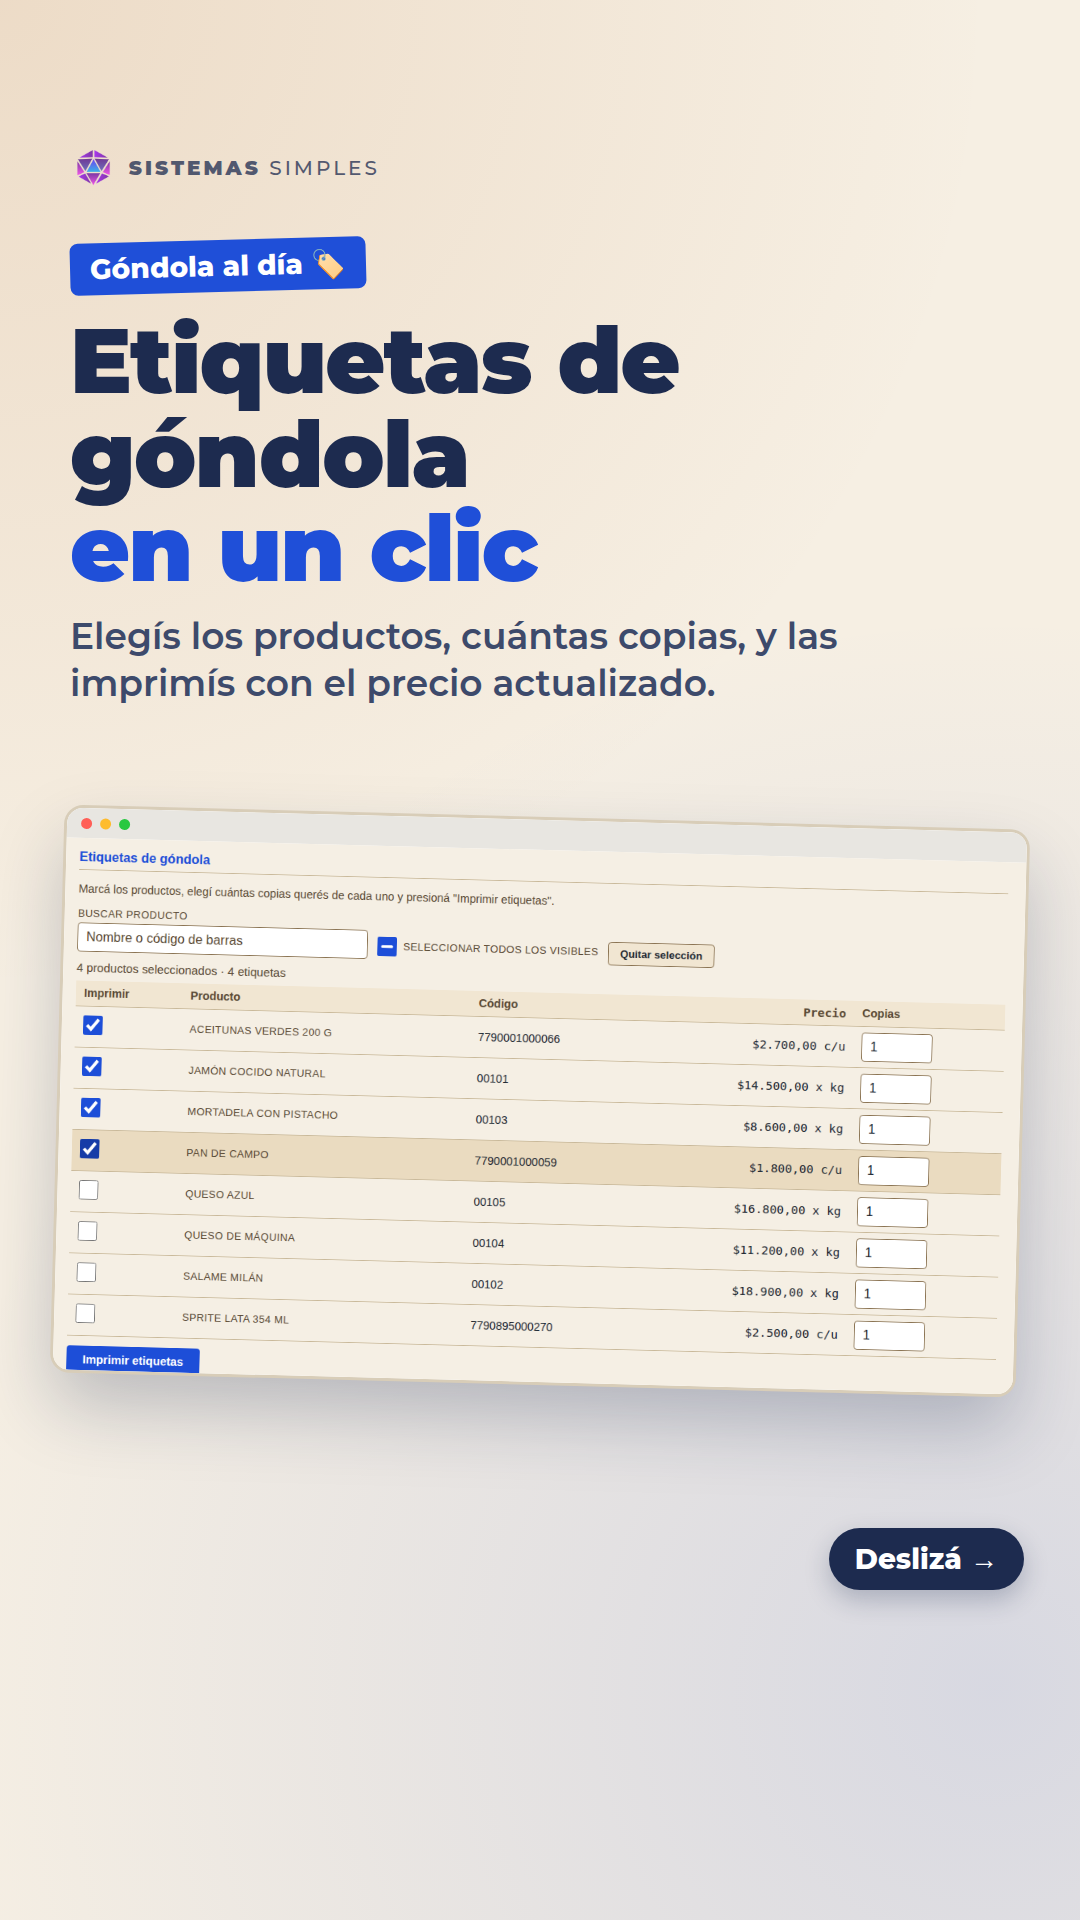 SISTEMAS SIMPLES
Góndola al día
Etiquetas de
góndola
en un clic
Elegís los productos, cuántas copias, y las
imprimís con el precio actualizado.
Etiquetas de góndola
Marcá los productos, elegí cuántas copias querés de cada uno y presioná "Imprimir etiquetas".
BUSCAR PRODUCTO
Nombre o código de barras SELECCIONAR TODOS LOS VISIBLES Quitar selección
4 productos seleccionados · 4 etiquetas
Imprimir Producto Código Precio Copias
ACEITUNAS VERDES 200 G 7790001000066 $2.700,00 c/u 1
JAMÓN COCIDO NATURAL 00101 $14.500,00 x kg 1
MORTADELA CON PISTACHO 00103 $8.600,00 x kg 1
PAN DE CAMPO 7790001000059 $1.800,00 c/u 1
QUESO AZUL 00105 $16.800,00 x kg 1
QUESO DE MÁQUINA 00104 $11.200,00 x kg 1
SALAME MILÁN 00102 $18.900,00 x kg 1
SPRITE LATA 354 ML 7790895000270 $2.500,00 c/u 1
Imprimir etiquetas
Deslizá →